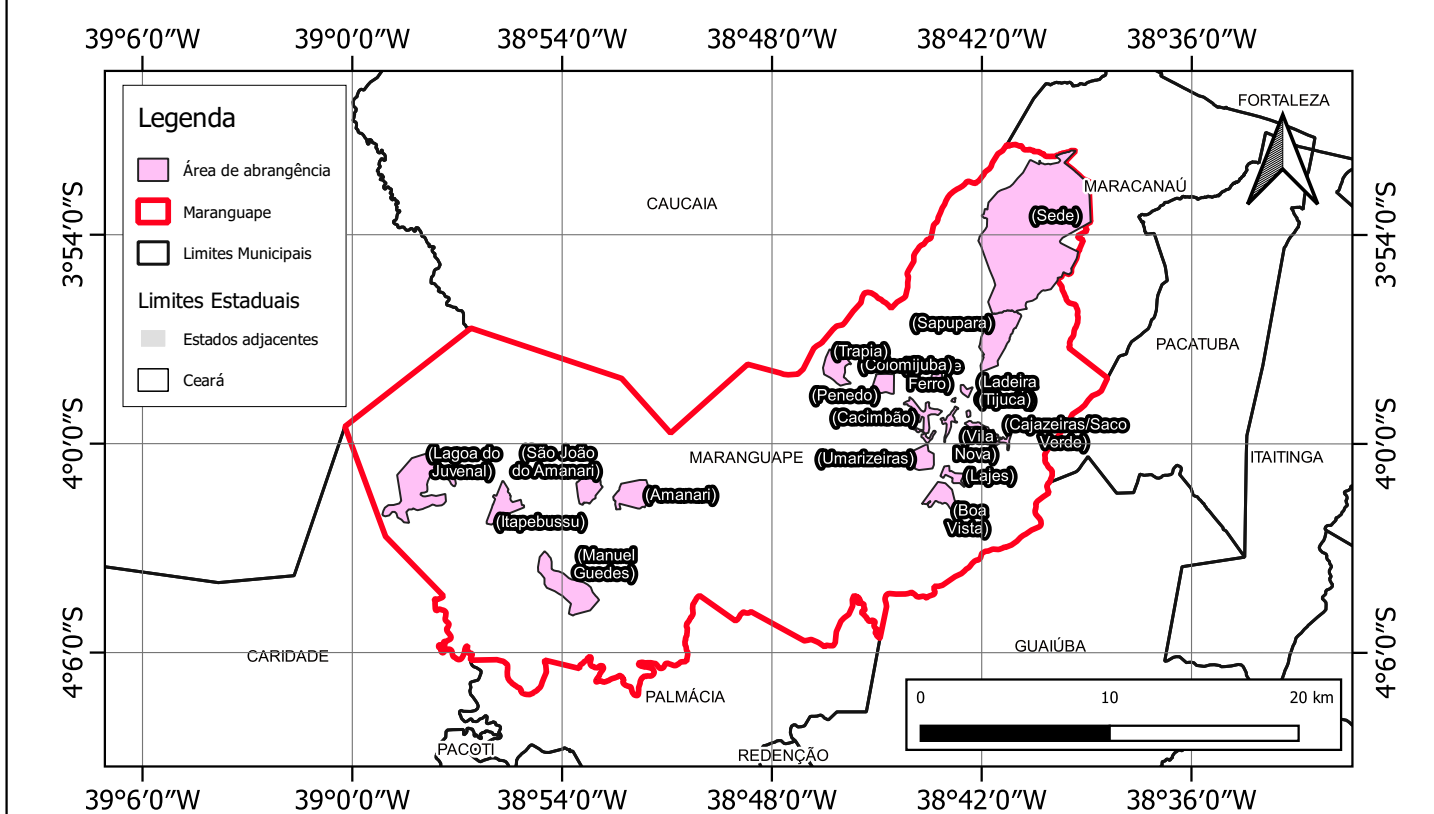 39°6′0″W 39°0′0″W 38°54′0″W 38°48′0″W 38°42′0″W 38°36′0″W
Legenda
Área de abrangência
Maranguape
Limites Municipais
Limites Estaduais
Estados adjacentes
Ceará
FORTALEZA
MARACANAÚ
CAUCAIA
(Sede)
3°54′0″S
3°54′0″S
(Sapupara)
PACATUBA
(Trapia)
(Colomijuba)
Ferro)
(Penedo)
(Ladeira
Tijuca)
(Cacimbão)
(Cajazeiras/Saco
Verde)
(Vila
Nova)
4°0′0″S
4°0′0″S
(Lagoa do
Juvenal)
(São João
do Amanari)
MARANGUAPE
(Umarizeiras)
ITAITINGA
(Lajes)
(Amanari)
(Itapebussu)
(Boa
Vista)
(Manuel
Guedes)
4°6′0″S
4°6′0″S
CARIDADE
GUAIÚBA
PALMÁCIA
PACOTI
REDENÇÃO
0 10 20 km
39°6′0″W 39°0′0″W 38°54′0″W 38°48′0″W 38°42′0″W 38°36′0″W